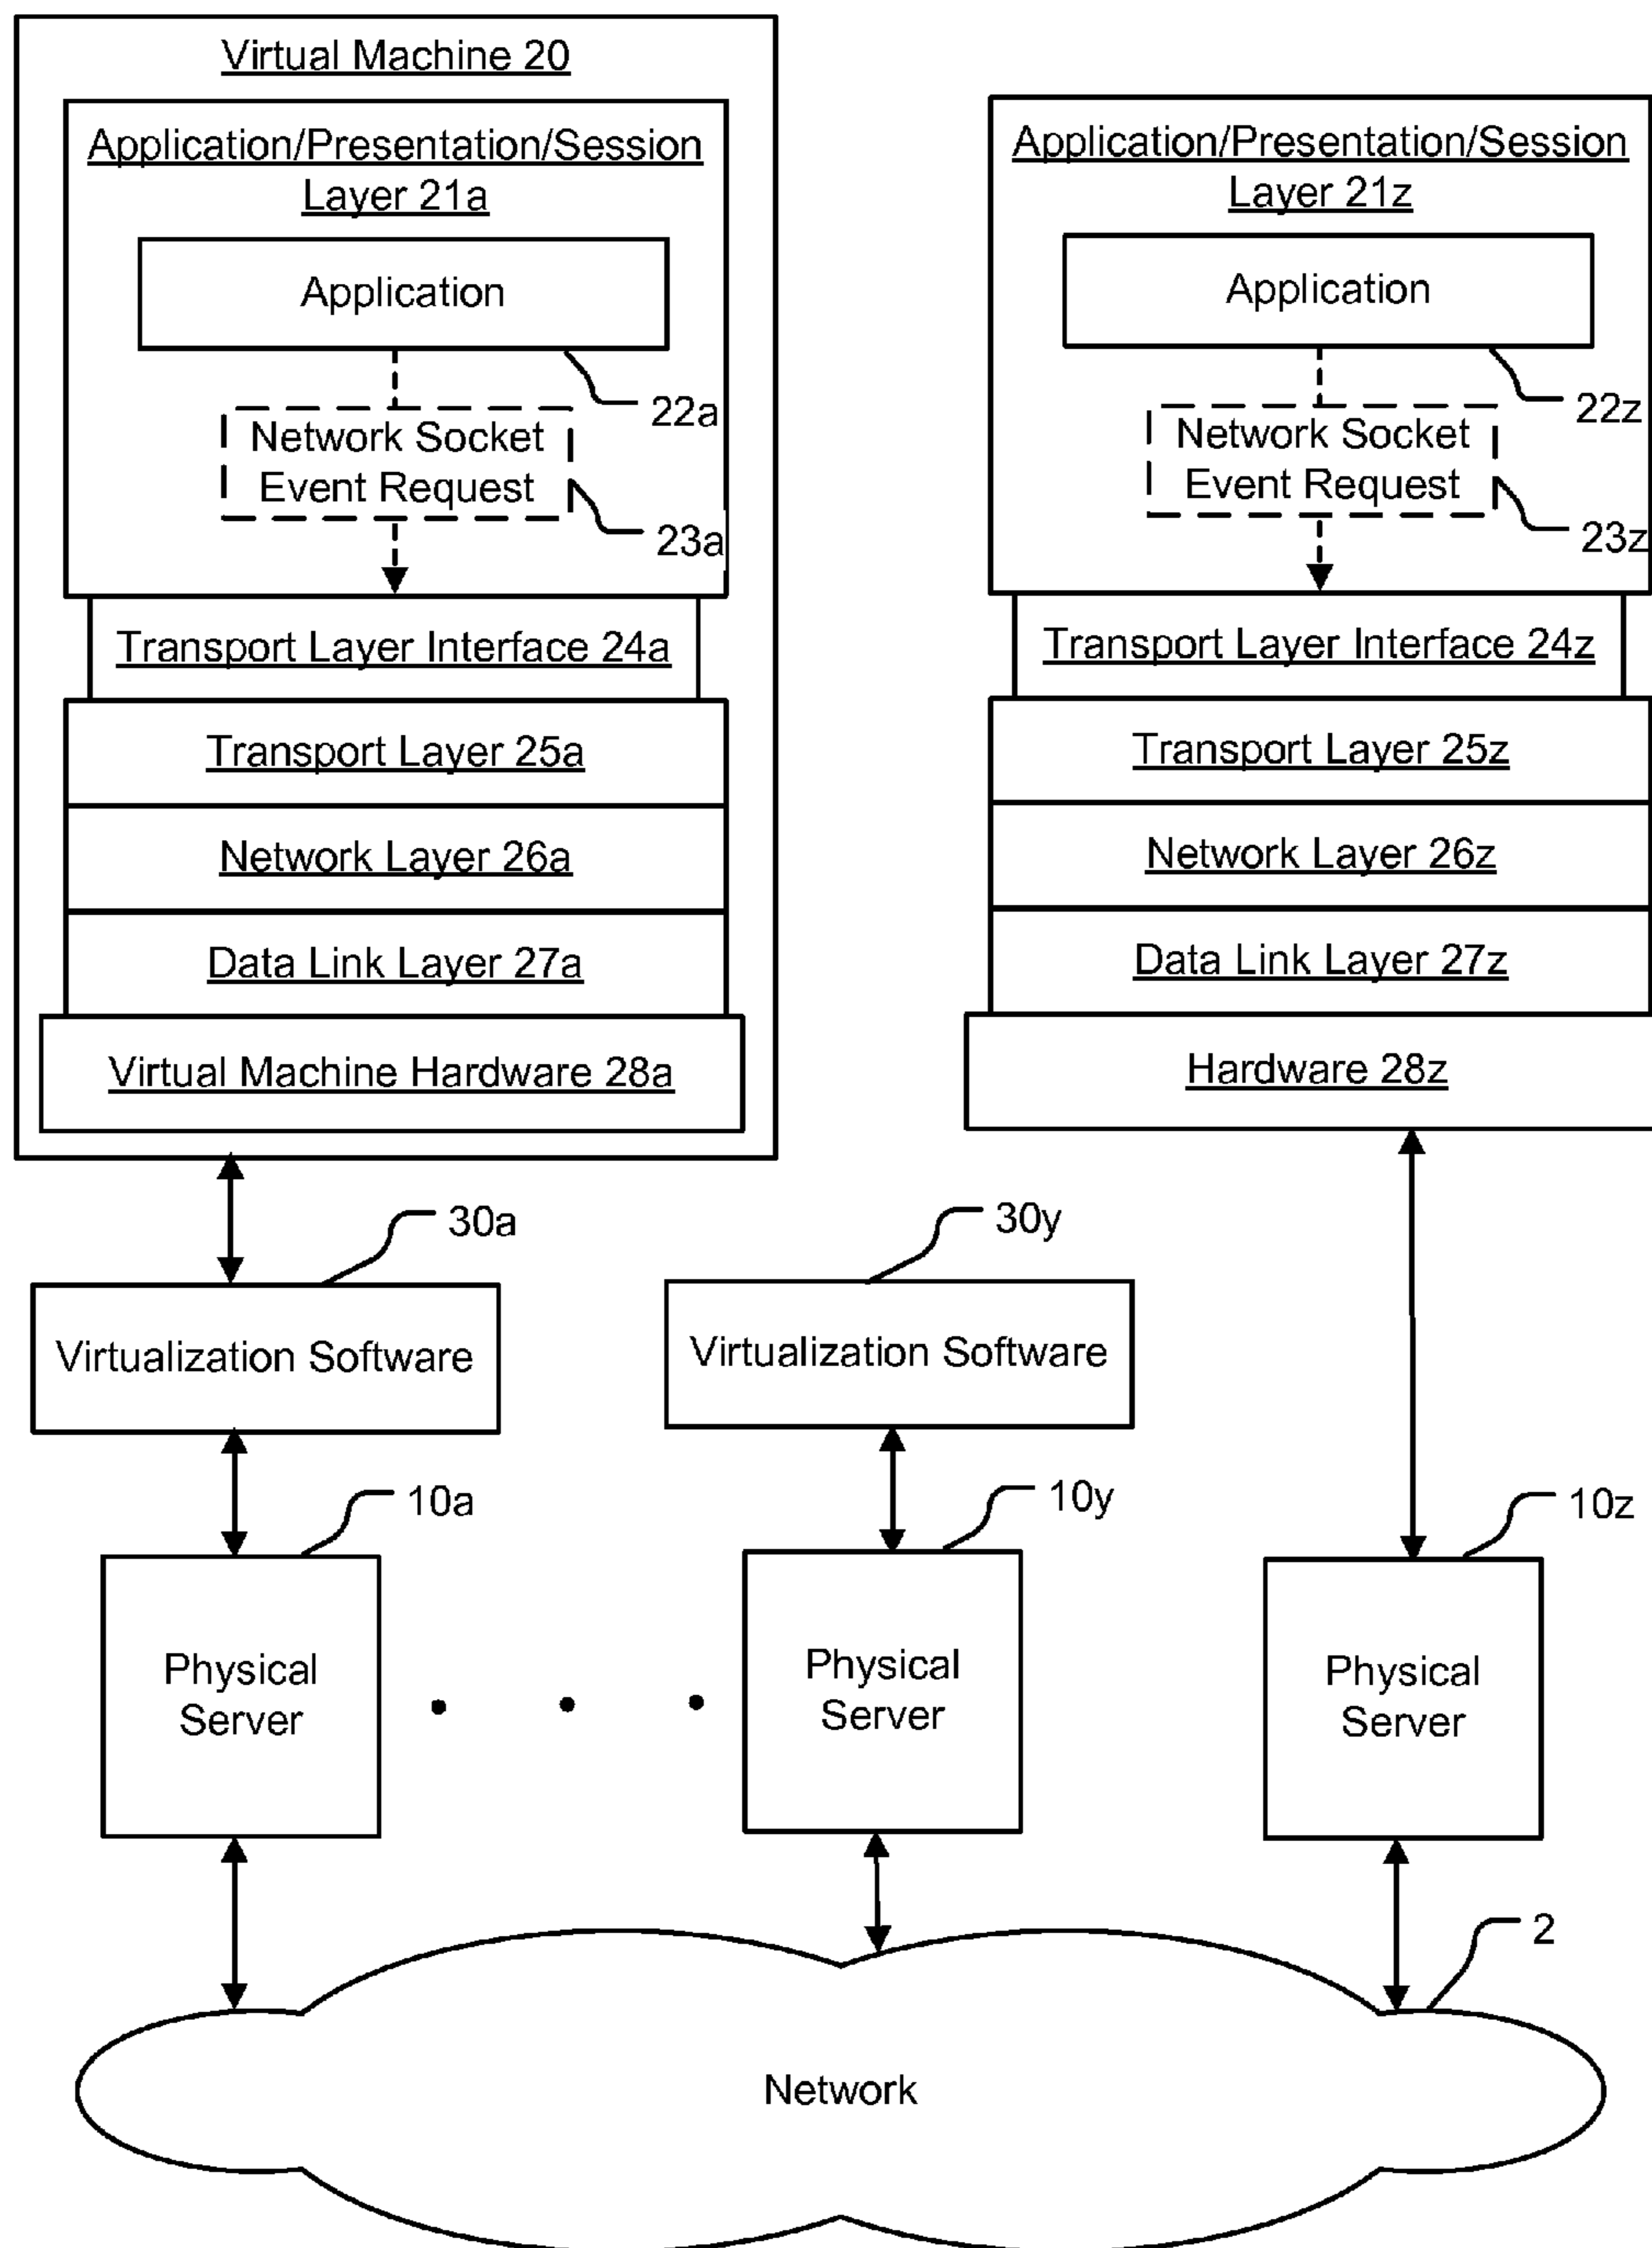 Virtual Machine 20
Application/Presentation/Session
Layer 21a
Application
22a
Network Socket
Event Request
23a
Transport Layer Interface 24a
Transport Layer 25a
Network Layer 26a
Data Link Layer 27a
Virtual Machine Hardware 28a
Application/Presentation/Session
Layer 21z
Application
22z
Network Socket
Event Request
23z
Transport Layer Interface 24z
Transport Layer 25z
Network Layer 26z
Data Link Layer 27z
Hardware 28z
30a
Virtualization Software
30y
Virtualization Software
10a
Physical
Server
10y
Physical
Server
10z
Physical
Server
2
Network